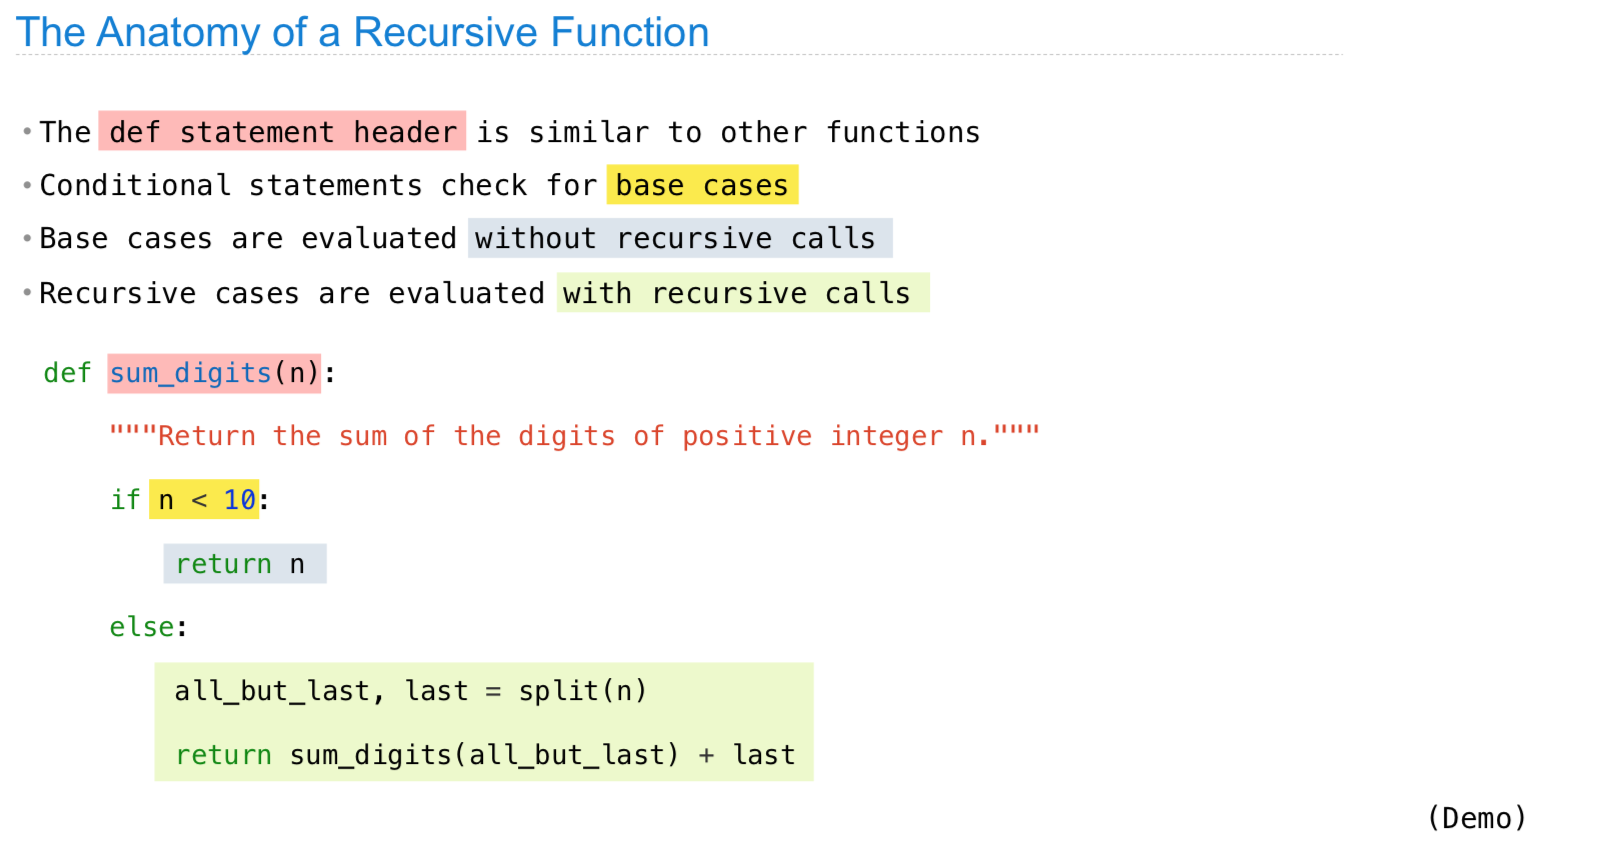 The Anatomy of a Recursive Function
• The def statement header is similar to other functions
• Conditional statements check for base cases
• Base cases are evaluated without recursive calls
• Recursive cases are evaluated with recursive calls
def sum_digits(n):
    """Return the sum of the digits of positive integer n."""
    if n < 10:
        return n
    else:
        all_but_last, last = split(n)
        return sum_digits(all_but_last) + last
(Demo)